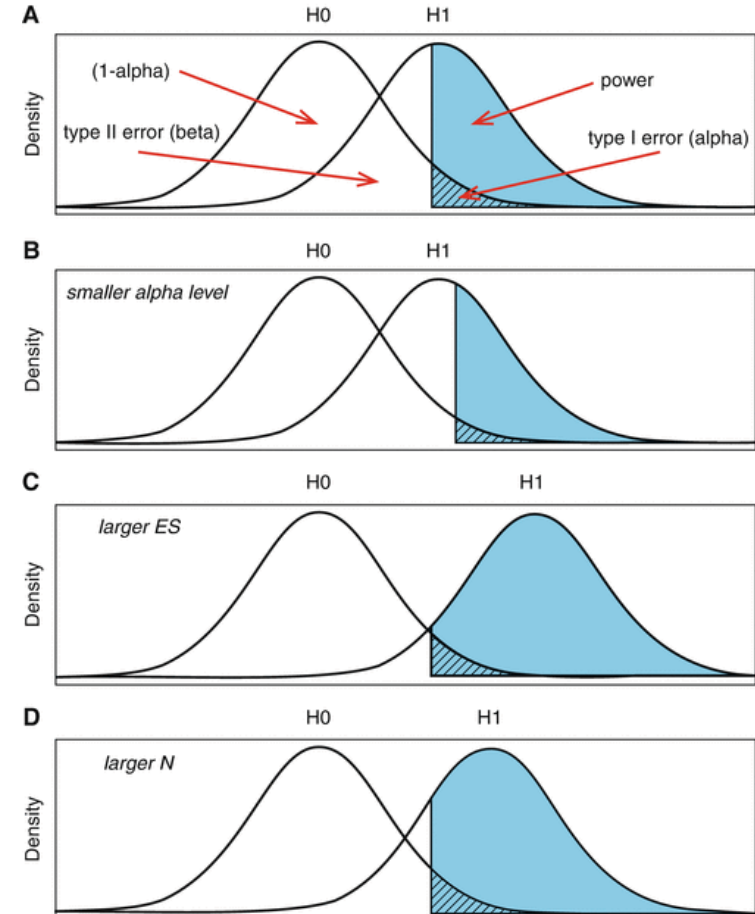 A
H0 H1
(1-alpha)
power
type II error (beta)
type I error (alpha)
Density
B
H0 H1
smaller alpha level
Density
C
H0 H1
larger ES
Density
D
H0 H1
larger N
Density